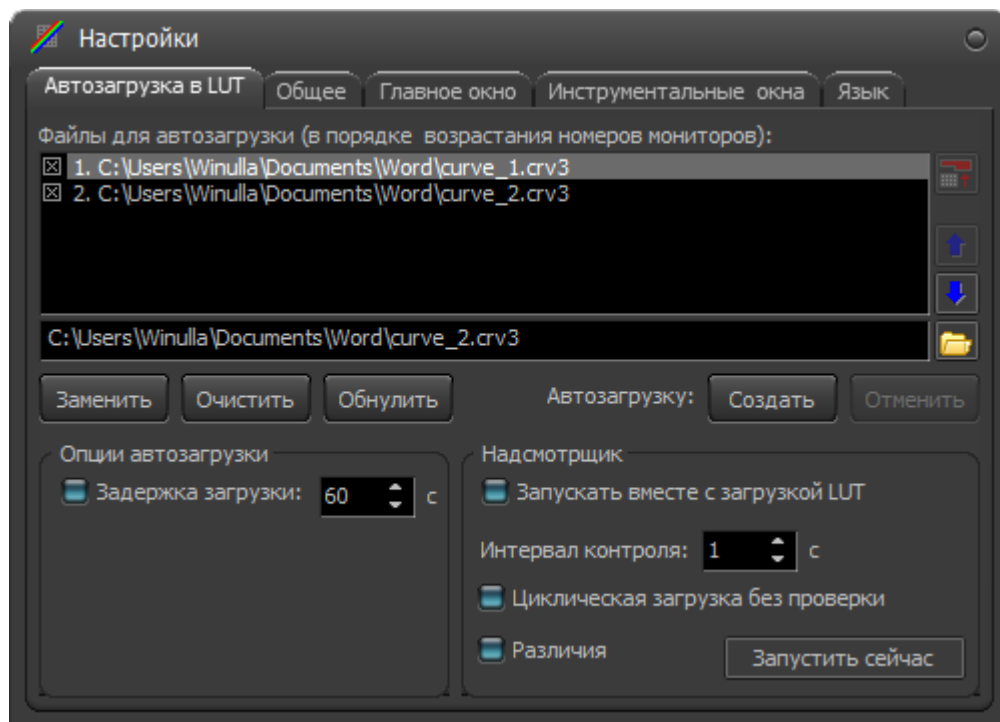 Настройки
Автозагрузка в LUT Общее Главное окно Инструментальные окна Язык
Файлы для автозагрузки (в порядке возрастания номеров мониторов):
1. C:\Users\Winulla\Documents\Word\curve_1.crv3
2. C:\Users\Winulla\Documents\Word\curve_2.crv3
C:\Users\Winulla\Documents\Word\curve_2.crv3
Заменить Очистить Обнулить Автозагрузку: Создать Отменить
Опции автозагрузки
Задержка загрузки: 60 с
Надсмотрщик
Запускать вместе с загрузкой LUT
Интервал контроля: 1 с
Циклическая загрузка без проверки
Различия
Запустить сейчас